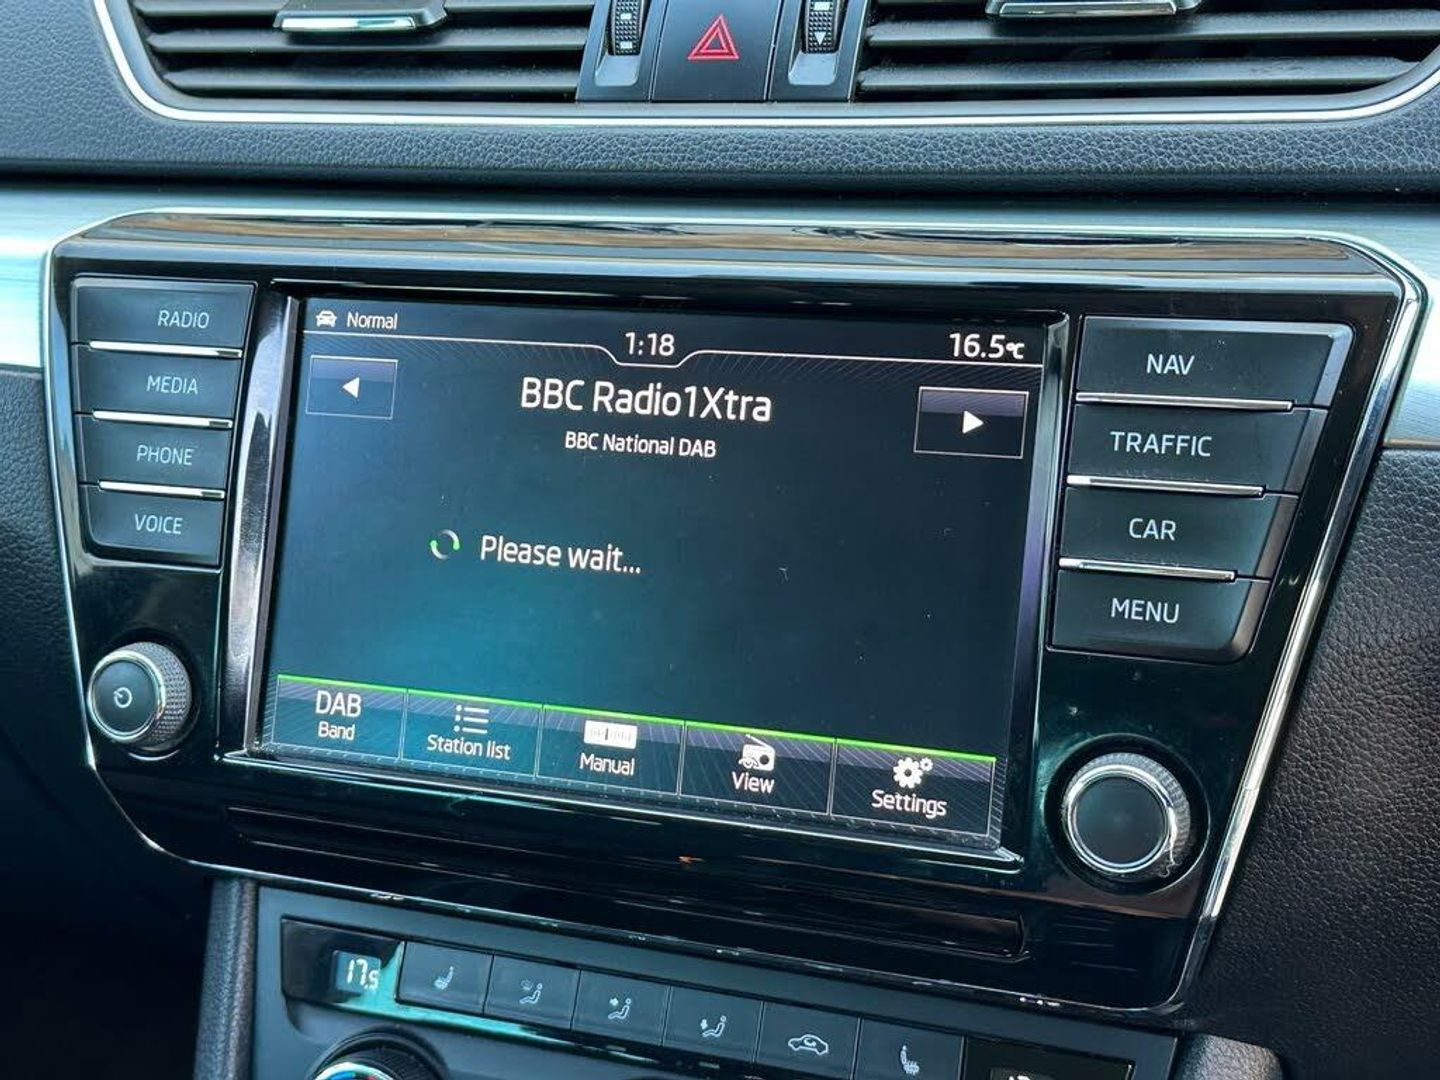 RADIO
MEDIA
PHONE
VOICE
Normal
1:18
16.5°C
BBC Radio1Xtra
BBC National DAB
Please wait...
DAB
Band
Station list
Manual
View
Settings
NAV
TRAFFIC
CAR
MENU
17.5